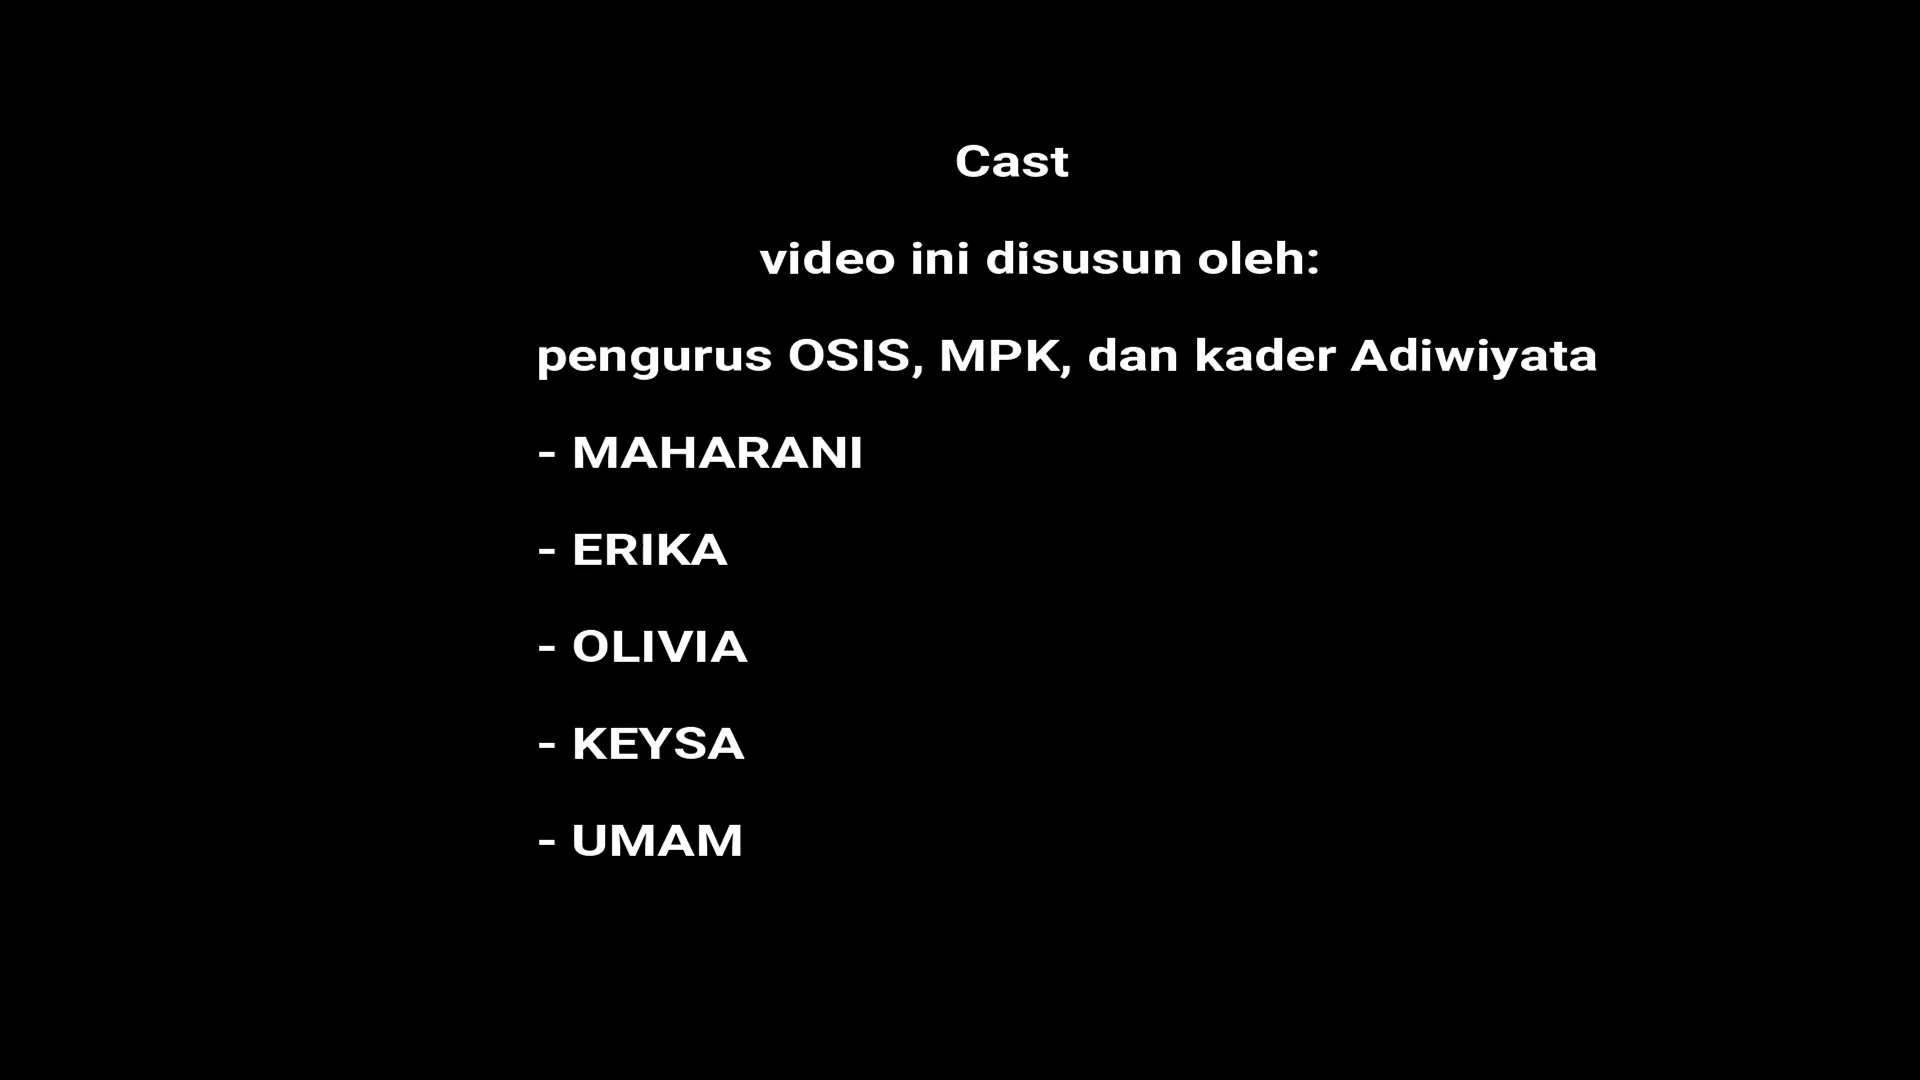 Cast
video ini disusun oleh:
pengurus OSIS, MPK, dan kader Adiwiyata
- MAHARANI
- ERIKA
- OLIVIA
- KEYSA
- UMAM